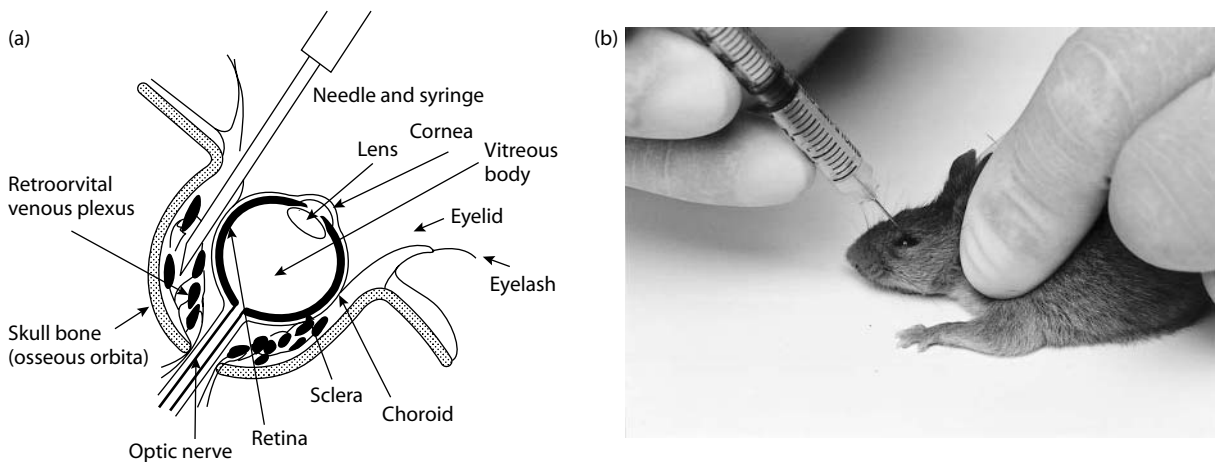 (a)
Needle and syringe
Cornea
Lens
Vitreous
body
Retroorvital
venous plexus
Eyelid
Eyelash
Skull bone
(osseous orbita)
Sclera
Choroid
Retina
Optic nerve
(b)